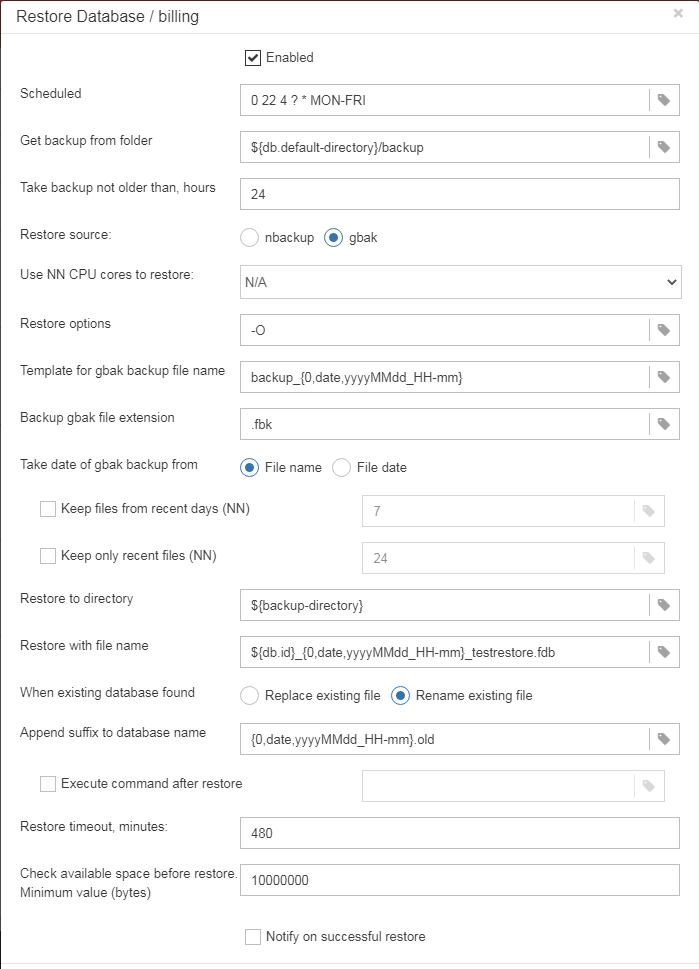 Restore Database / billing
×
Enabled
Scheduled
0 22 4 ? * MON-FRI
Get backup from folder
${db.default-directory}/backup
Take backup not older than, hours
24
Restore source:
nbackup gbak
Use NN CPU cores to restore:
N/A
Restore options
-O
Template for gbak backup file name
backup_{0,date,yyyyMMdd_HH-mm}
Backup gbak file extension
.fbk
Take date of gbak backup from
File name File date
Keep files from recent days (NN)
7
Keep only recent files (NN)
24
Restore to directory
${backup-directory}
Restore with file name
${db.id}_{0,date,yyyyMMdd_HH-mm}_testrestore.fdb
When existing database found
Replace existing file Rename existing file
Append suffix to database name
{0,date,yyyyMMdd_HH-mm}.old
Execute command after restore
Restore timeout, minutes:
480
Check available space before restore.
Minimum value (bytes)
10000000
Notify on successful restore